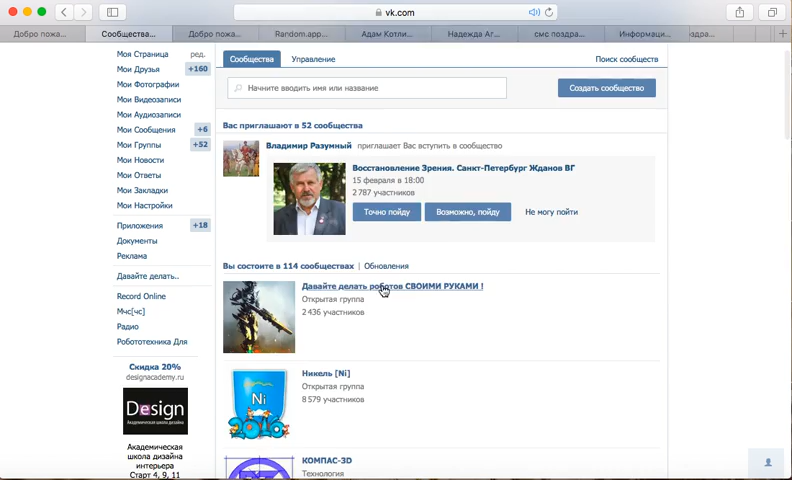 vk.com
Добро пожа...
Сообщества...
Добро пожа...
Random.app...
Адам Котли...
Надежда Аг...
смс поздра...
Информаци...
Моя Страница ред.
Мои Друзья +160
Мои Фотографии
Мои Видеозаписи
Мои Аудиозаписи
Мои Сообщения +6
Мои Группы +52
Мои Новости
Мои Ответы
Мои Закладки
Мои Настройки
Приложения +18
Документы
Реклама
Давайте делать..
Record Online
Мчс[чс]
Радио
Робототехника Для
Скидка 20%
designacademy.ru
Design
Академическая
школа дизайна
интерьера
Старт 4, 9, 11
Сообщества
Управление
Поиск сообществ
Начните вводить имя или название
Создать сообщество
Вас приглашают в 52 сообщества
Владимир Разумный приглашает Вас вступить в сообщество
Восстановление Зрения. Санкт-Петербург Жданов ВГ
15 февраля в 18:00
2 787 участников
Точно пойду
Возможно, пойду
Не могу пойти
Вы состоите в 114 сообществах | Обновления
Давайте делать роботов СВОИМИ РУКАМИ !
Открытая группа
2 436 участников
Ni
2016
Никель [Ni]
Открытая группа
8 579 участников
КОМПАС-3D
Технология